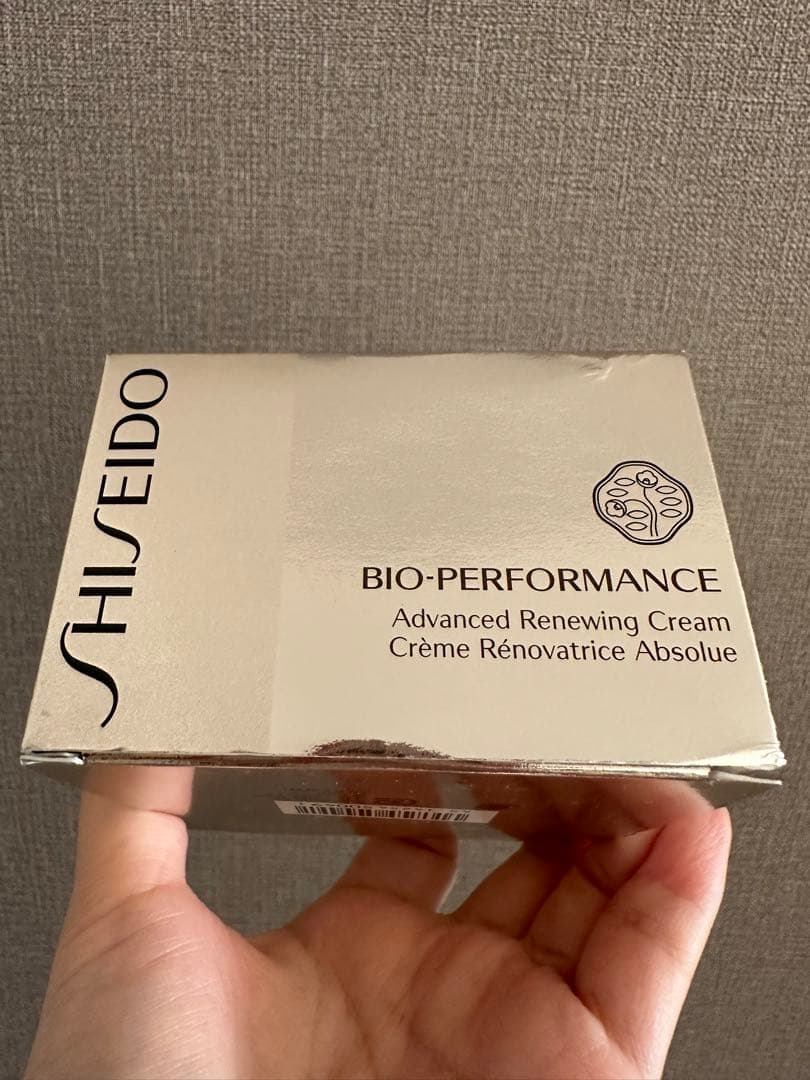 SHISEIDO
BIO-PERFORMANCE
Advanced Renewing Cream
Crème Rénovatrice Absolue